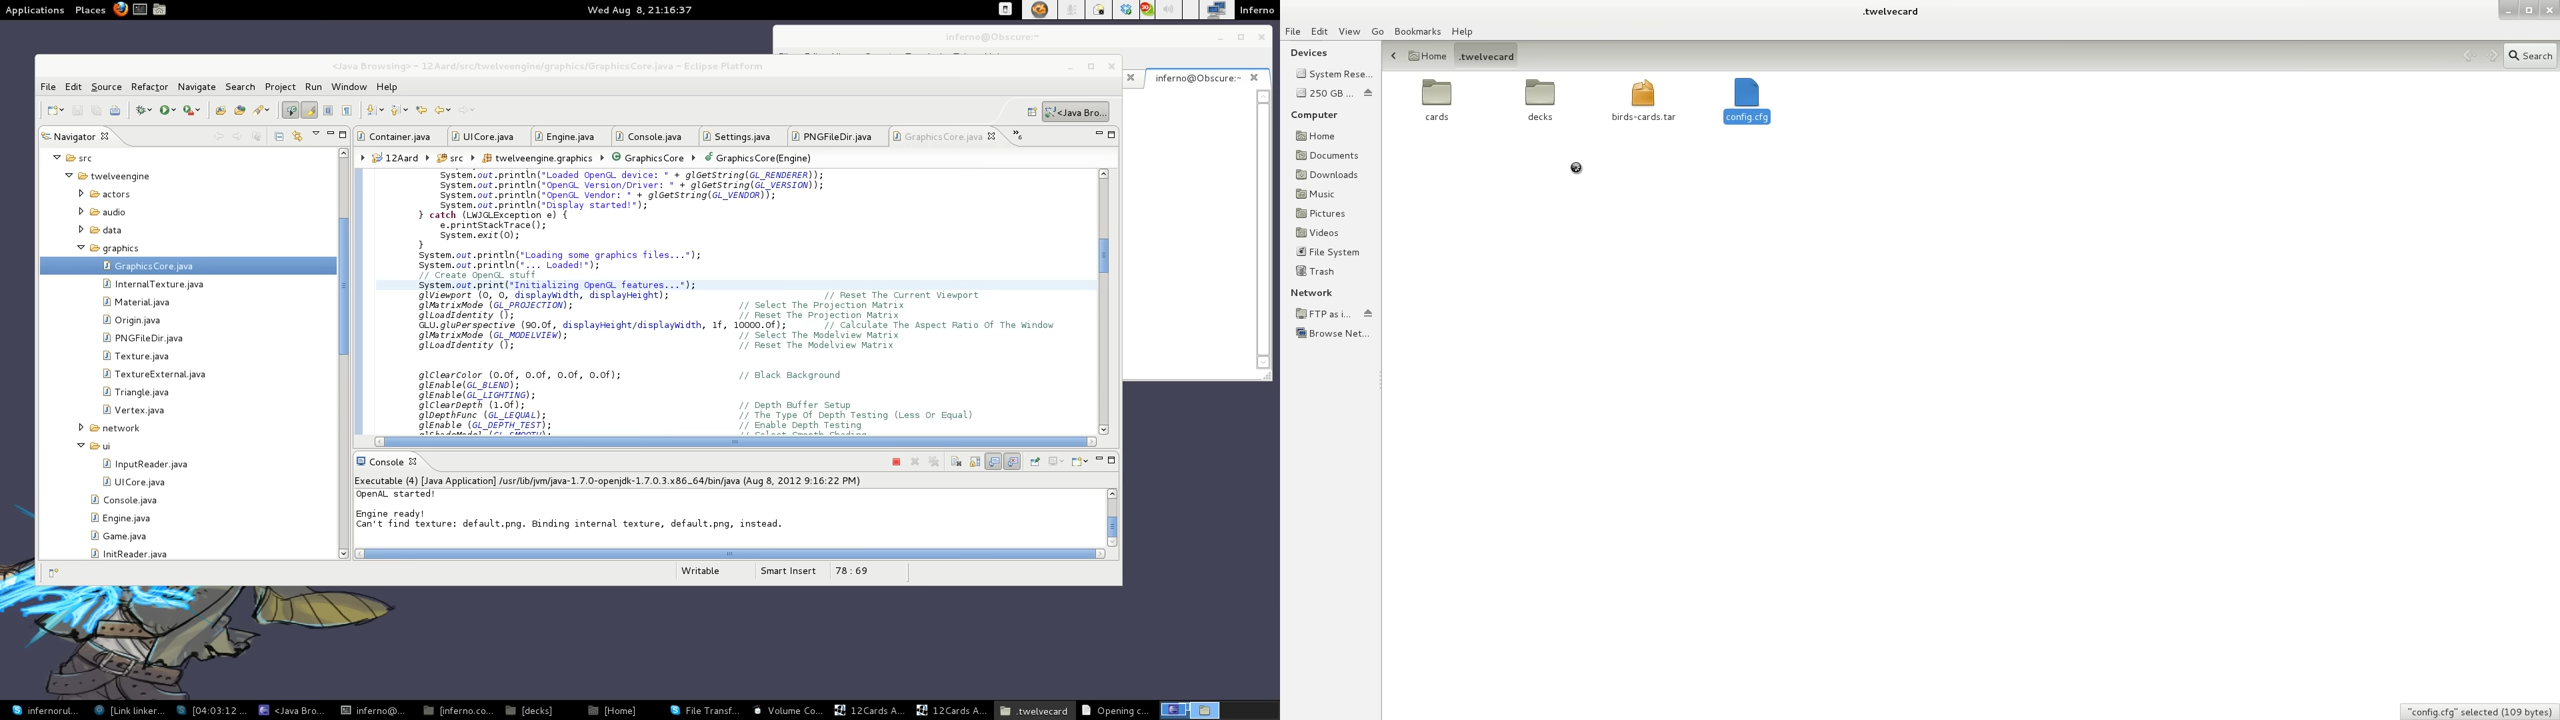 Applications Places Wed Aug 8, 21:16:37 30 Inferno
inferno@Obscure:~
<Java Browsing> - 12Aard/src/twelveengine/graphics/GraphicsCore.java - Eclipse Platform
File Edit Source Refactor Navigate Search Project Run Window Help
<Java Bro...
inferno@Obscure:~
Navigator
src
twelveengine
actors
audio
data
graphics
GraphicsCore.java
InternalTexture.java
Material.java
Origin.java
PNGFileDir.java
Texture.java
TextureExternal.java
Triangle.java
Vertex.java
network
ui
InputReader.java
UICore.java
Console.java
Engine.java
Game.java
InitReader.java
Container.java UICore.java Engine.java Console.java Settings.java PNGFileDir.java GraphicsCore.java »6
12Aard src twelveengine.graphics GraphicsCore GraphicsCore(Engine)
System.out.println("Loaded OpenGL device: " + glGetString(GL_RENDERER));
System.out.println("OpenGL Version/Driver: " + glGetString(GL_VERSION));
System.out.println("OpenGL Vendor: " + glGetString(GL_VENDOR));
System.out.println("Display started!");
} catch (LWJGLException e) {
e.printStackTrace();
System.exit(0);
}
System.out.println("Loading some graphics files...");
System.out.println("... Loaded!");
// Create OpenGL stuff
System.out.print("Initializing OpenGL features...");
glViewport (0, 0, displayWidth, displayHeight); // Reset The Current Viewport
glMatrixMode (GL_PROJECTION); // Select The Projection Matrix
glLoadIdentity (); // Reset The Projection Matrix
GLU.gluPerspective (90.0f, displayHeight/displayWidth, 1f, 10000.0f); // Calculate The Aspect Ratio Of The Window
glMatrixMode (GL_MODELVIEW); // Select The Modelview Matrix
glLoadIdentity (); // Reset The Modelview Matrix
glClearColor (0.0f, 0.0f, 0.0f, 0.0f); // Black Background
glEnable(GL_BLEND);
glEnable(GL_LIGHTING);
glClearDepth (1.0f); // Depth Buffer Setup
glDepthFunc (GL_LEQUAL); // The Type Of Depth Testing (Less Or Equal)
glEnable (GL_DEPTH_TEST); // Enable Depth Testing
Console
Executable (4) [Java Application] /usr/lib/jvm/java-1.7.0-openjdk-1.7.0.3.x86_64/bin/java (Aug 8, 2012 9:16:22 PM)
OpenAL started!
Engine ready!
Can't find texture: default.png. Binding internal texture, default.png, instead.
Writable Smart Insert 78 : 69
infernorul... [Link linker... [04:03:12 ... <Java Bro... inferno@... [inferno.co... [decks] [Home] File Transf... Volume Co... 12Cards A... 12Cards A... .twelvecard Opening c...
.twelvecard
File Edit View Go Bookmarks Help
Home .twelvecard Search
Devices
System Rese...
250 GB ...
Computer
Home
Documents
Downloads
Music
Pictures
Videos
File System
Trash
Network
FTP as i...
Browse Net...
cards decks birds-cards.tar config.cfg
"config.cfg" selected (109 bytes)